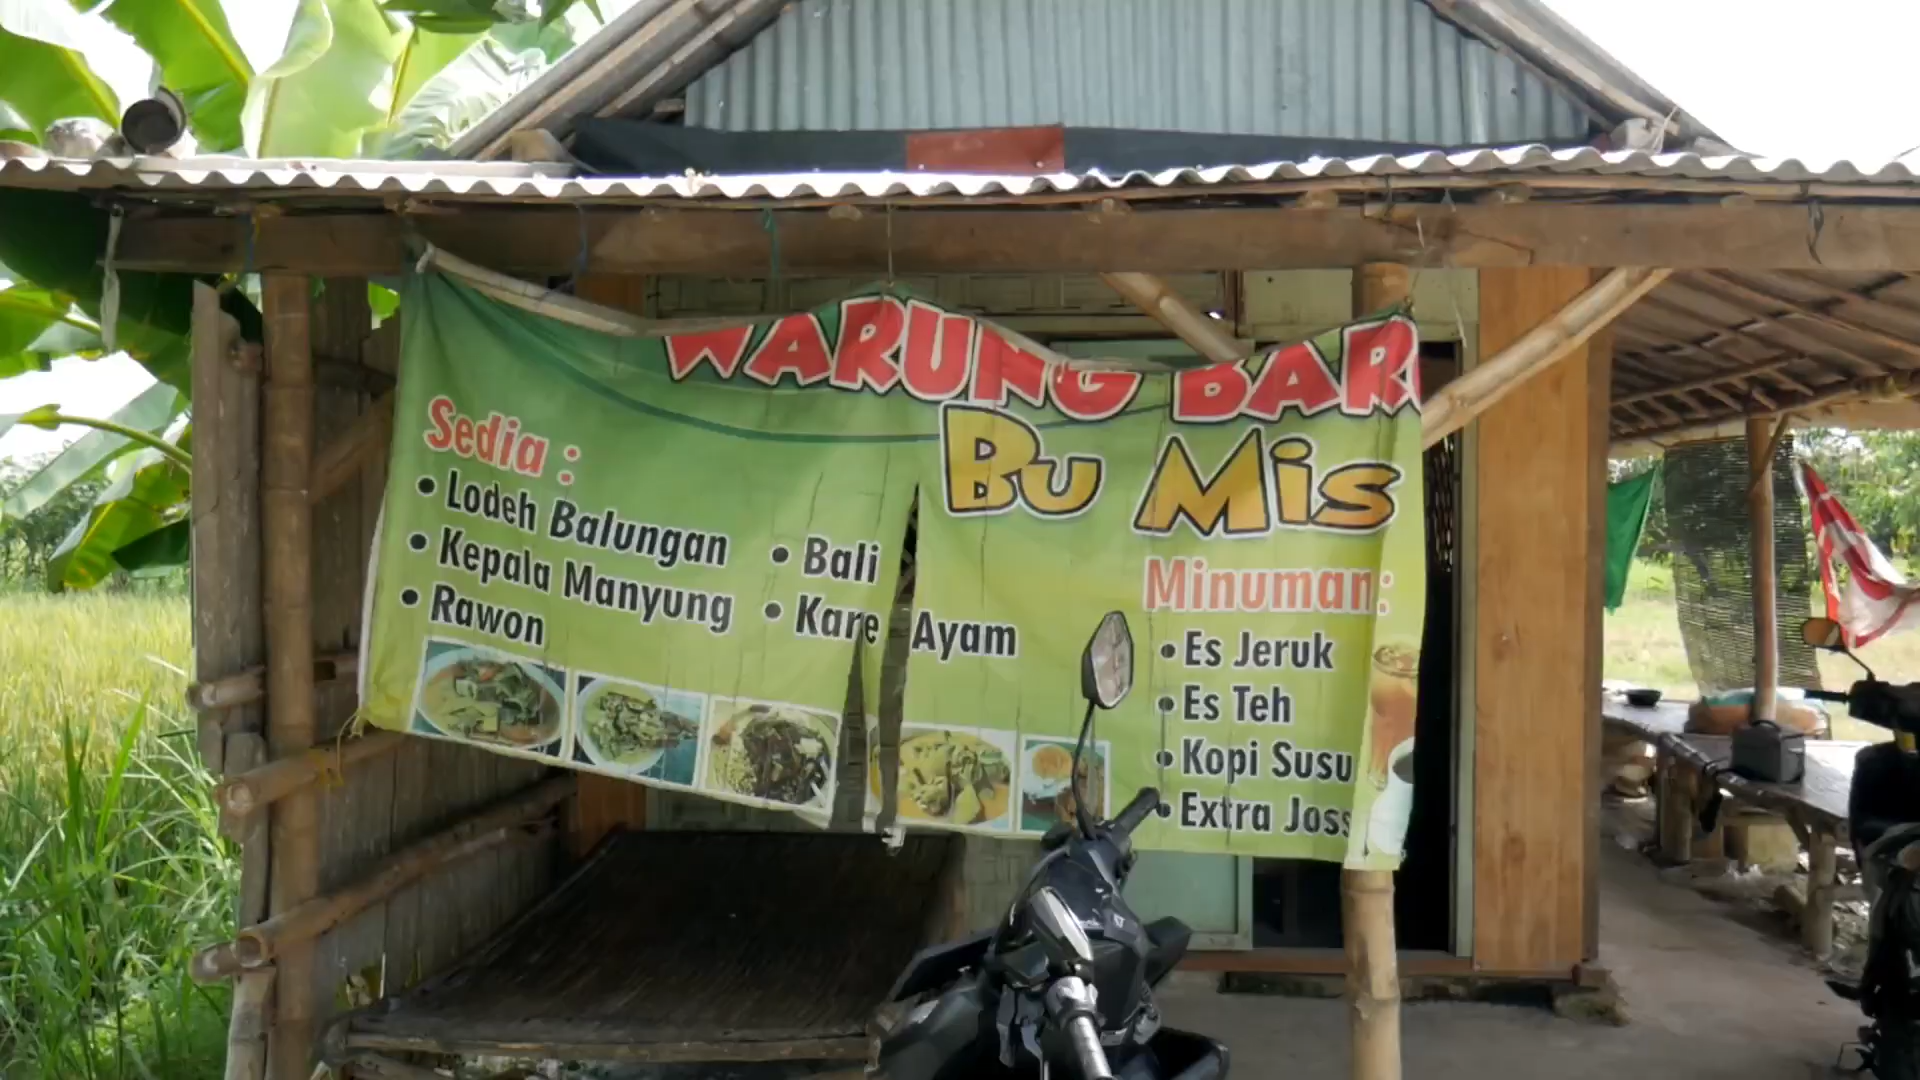 WARUNG BAR
Bu Mis
Sedia :
• Lodeh Balungan
• Kepala Manyung
• Rawon
• Bali
• Kare Ayam
Minuman:
• Es Jeruk
• Es Teh
• Kopi Susu
• Extra Joss